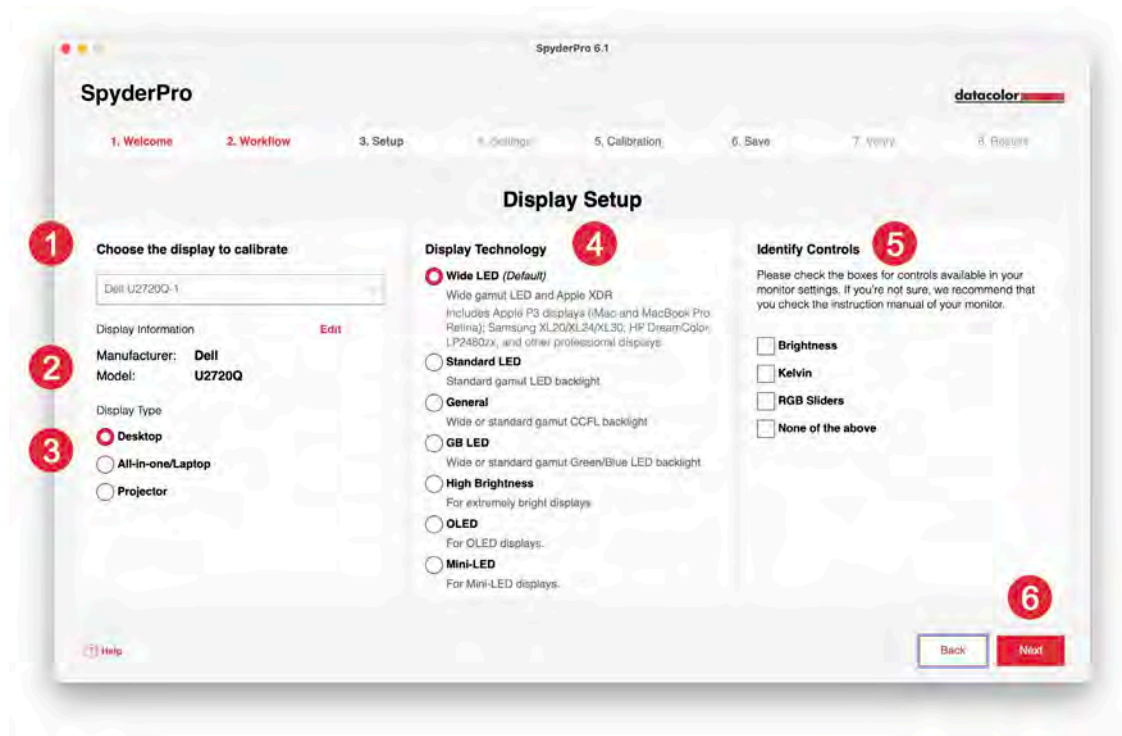 SpyderPro 6.1
SpyderPro
datacolor
1. Welcome
2. Workflow
3. Setup
4. Settings
5. Calibration
6. Save
7. Verify
8. Results
Display Setup
1
Choose the display to calibrate
Dell U2720Q-1
Display Information
Edit
2
Manufacturer: Dell
Model: U2720Q
Display Type
3
Desktop
All-in-one/Laptop
Projector
Display Technology
4
Wide LED (Default)
Wide gamut LED and Apple XDR
Includes Apple P3 displays (iMac and MacBook Pro
Retina); Samsung XL20/XL24/XL30; HP DreamColor
LP2480zx, and other professional displays
Standard LED
Standard gamut LED backlight
General
Wide or standard gamut CCFL backlight
GB LED
Wide or standard gamut Green/Blue LED backlight
High Brightness
For extremely bright displays
OLED
For OLED displays.
Mini-LED
For Mini-LED displays.
Identify Controls
5
Please check the boxes for controls available in your
monitor settings. If you're not sure, we recommend that
you check the instruction manual of your monitor.
Brightness
Kelvin
RGB Sliders
None of the above
6
Help
Back
Next